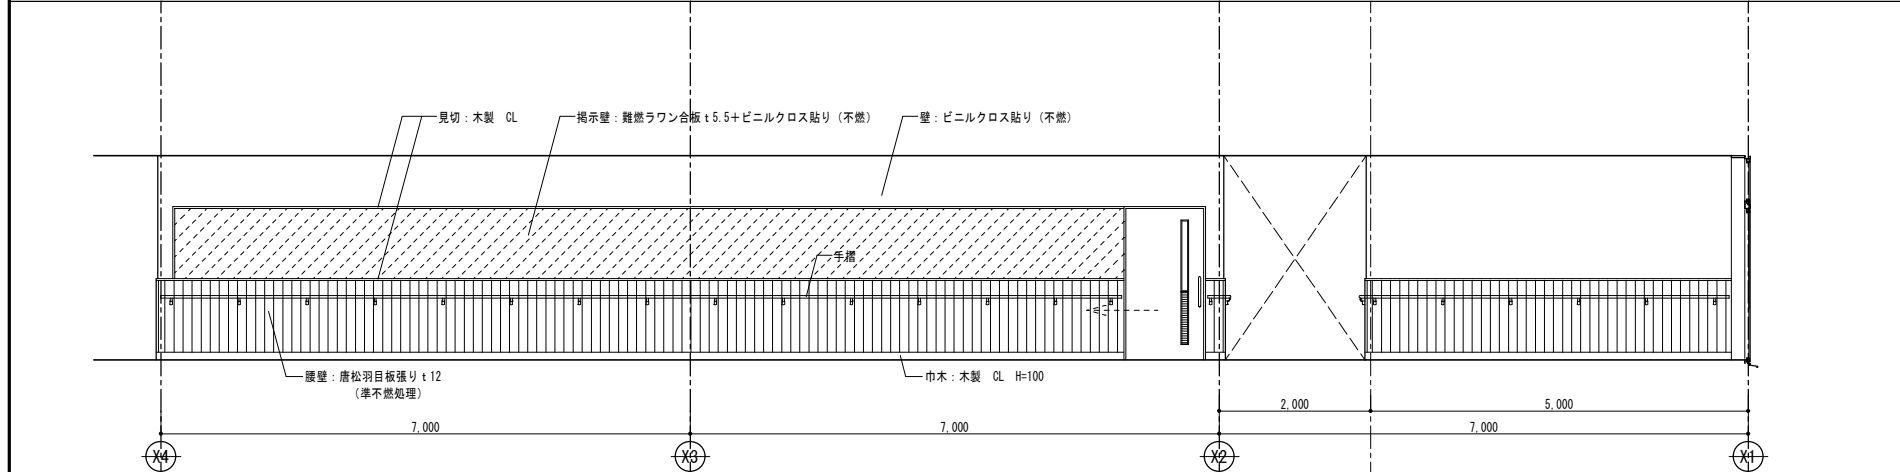 見切：木製　CL
掲示壁：難燃ラワン合板ｔ5.5＋ビニルクロス貼り（不燃）
壁：ビニルクロス貼り（不燃）
手摺
腰壁：唐松羽目板張りｔ12
（準不燃処理）
巾木：木製　CL　H=100
2,000
5,000
7,000
7,000
7,000
X4
X3
X2
X1